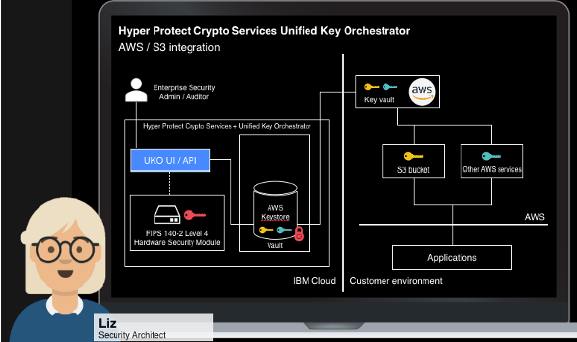 Hyper Protect Crypto Services Unified Key Orchestrator
AWS / S3 integration
Enterprise Security
Admin / Auditor
Hyper Protect Crypto Services + Unified Key Orchestrator
UKO UI / API
FIPS 140-2 Level 4
Hardware Security Module
AWS
Keystore
Vault
IBM Cloud
aws
Key vault
S3 bucket
Other AWS services
AWS
Applications
Customer environment
Liz
Security Architect